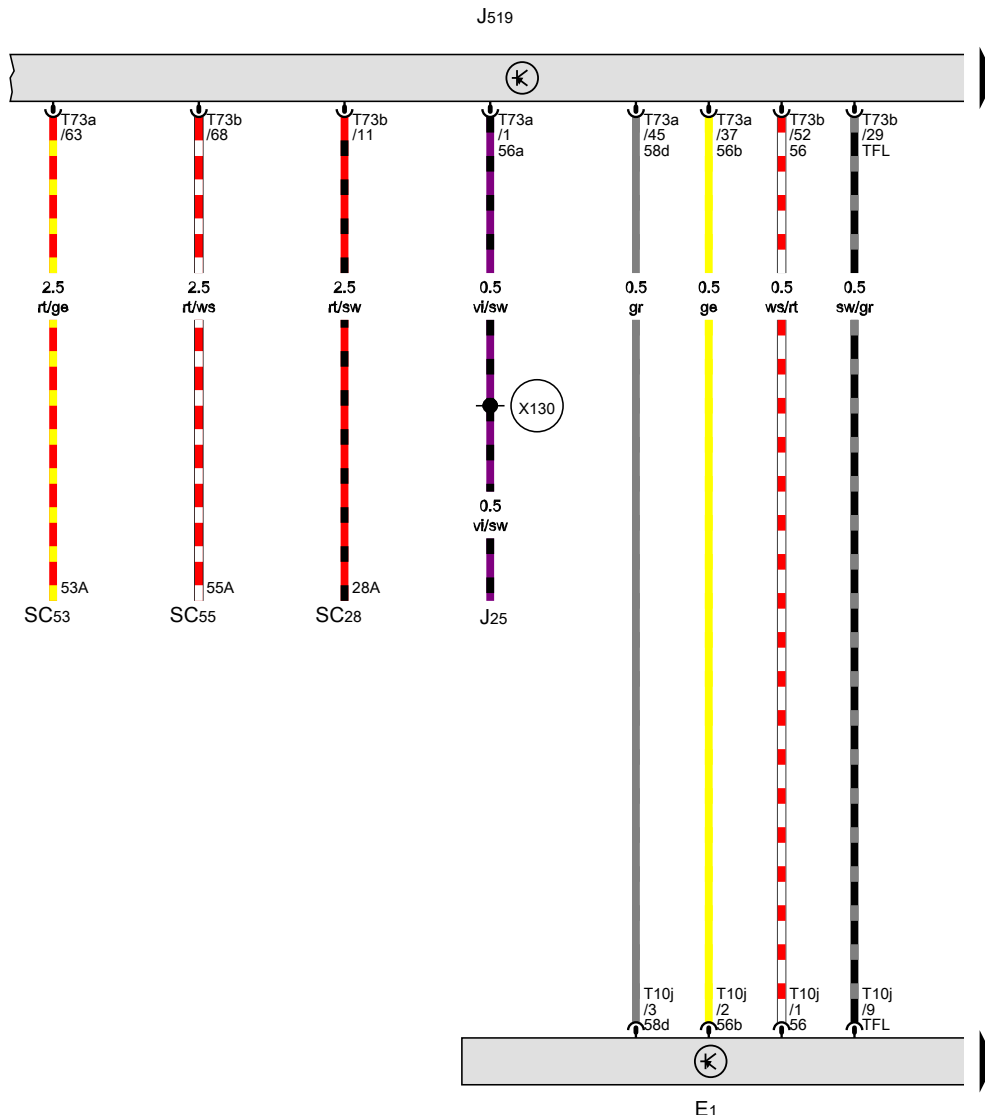 J519
T73a
/63
T73b
/68
T73b
/11
T73a
/1
56a
T73a
/45
58d
T73a
/37
56b
T73b
/52
56
T73b
/29
TFL
2.5
rt/ge
2.5
rt/ws
2.5
rt/sw
0.5
vi/sw
0.5
gr
0.5
ge
0.5
ws/rt
0.5
sw/gr
X130
0.5
vi/sw
53A
55A
28A
SC53
SC55
SC28
J25
T10j
/3
58d
T10j
/2
56b
T10j
/1
56
T10j
/9
TFL
E1